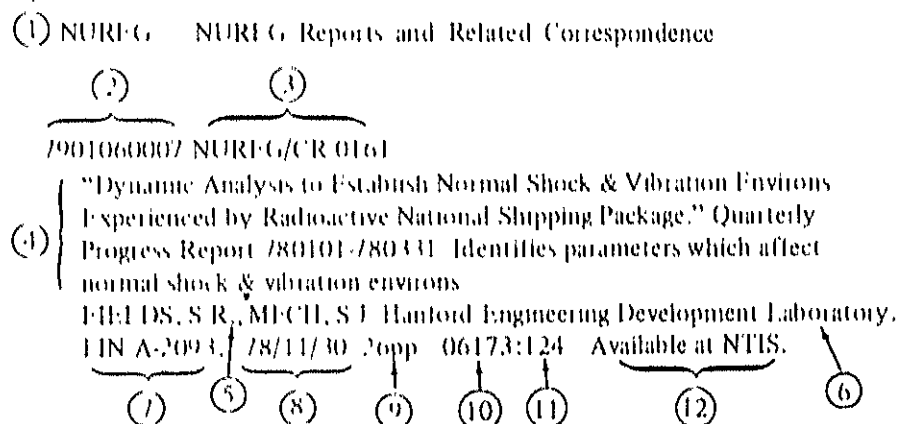 (1) NUREG NUREG Reports and Related Correspondence
(2) (3)
7901060007 NUREG/CR 0161
"Dynamic Analysis to Establish Normal Shock & Vibration Environs
Experienced by Radioactive National Shipping Package." Quarterly
(4) Progress Report 780101-780331 Identifies parameters which affect
normal shock & vibration environs
FIELDS, S R., MECH, S J Hanford Engineering Development Laboratory.
FIN A-2093. 78/11/30 26pp 06173:124 Available at NTIS.
(7) (5) (8) (9) (10) (11) (12) (6)